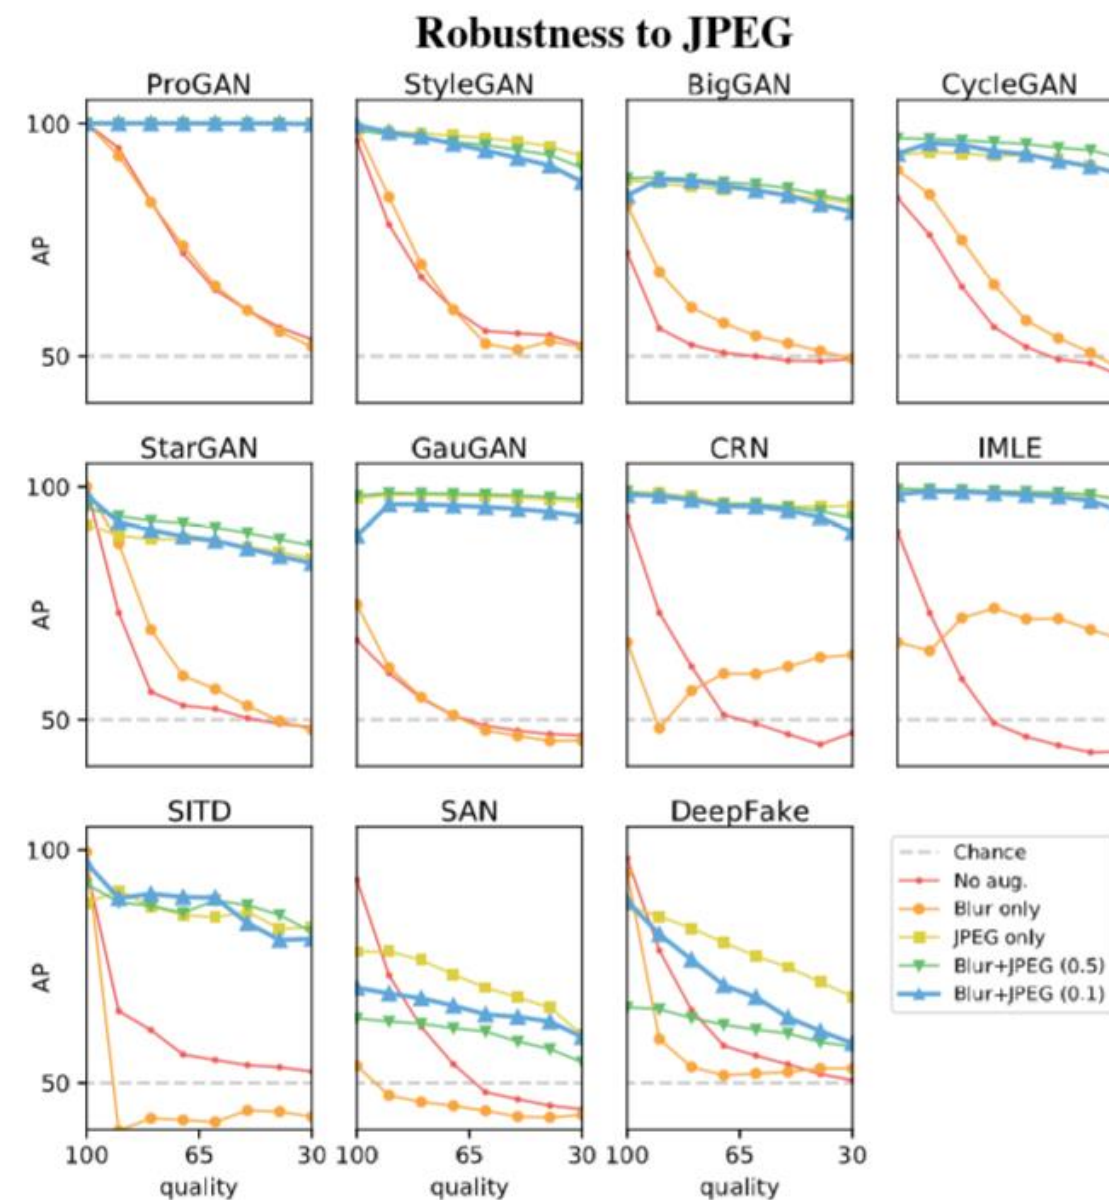 Robustness to JPEG
ProGAN StyleGAN BigGAN CycleGAN
100
AP
50
StarGAN GauGAN CRN IMLE
100
AP
50
SITD SAN DeepFake
100
AP
50
Chance
No aug.
Blur only
JPEG only
Blur+JPEG (0.5)
Blur+JPEG (0.1)
100 65 30 100 65 30 100 65 30
quality quality quality